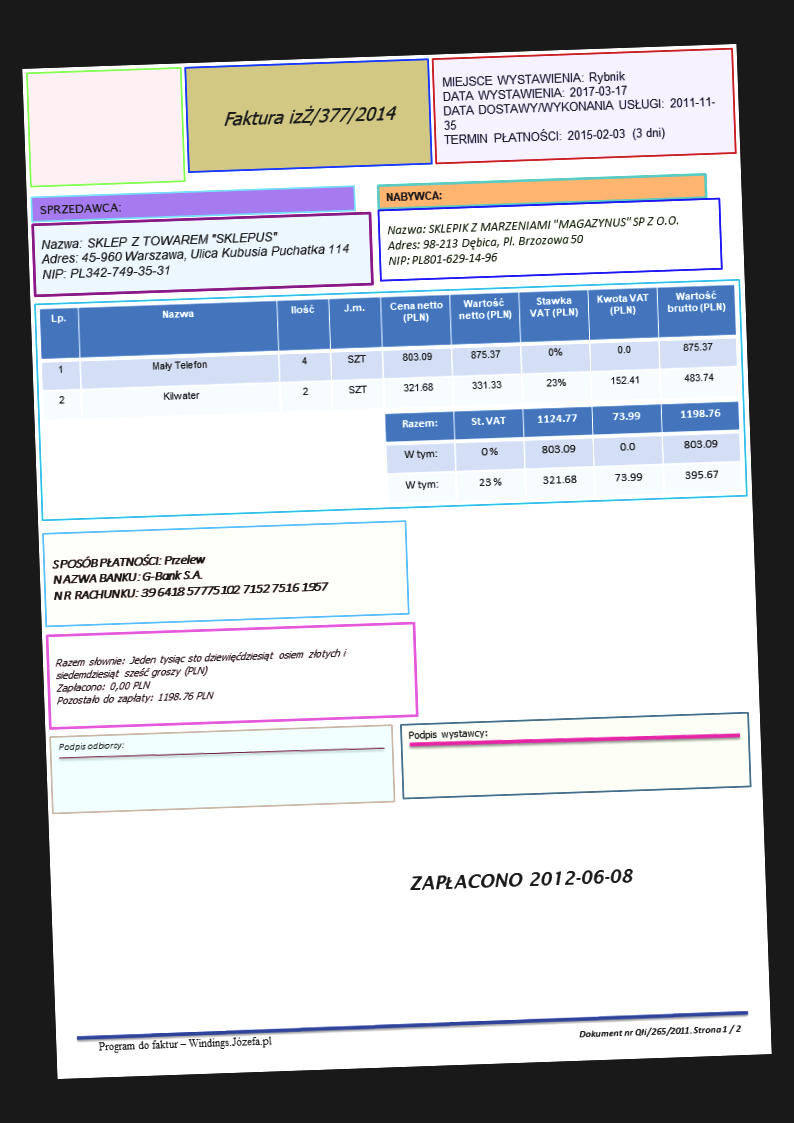 Faktura izŻ/377/2014
MIEJSCE WYSTAWIENIA: Rybnik
DATA WYSTAWIENIA: 2017-03-17
DATA DOSTAWY/WYKONANIA USŁUGI: 2011-11-
35
TERMIN PŁATNOŚCI: 2015-02-03 (3 dni)
SPRZEDAWCA:
Nazwa: SKLEP Z TOWAREM "SKLEPUS"
Adres: 45-960 Warszawa, Ulica Kubusia Puchatka 114
NIP: PL342-749-35-31
NABYWCA:
Nazwa: SKLEPIK Z MARZENIAMI "MAGAZYNUS" SP Z O.O.
Adres: 98-213 Dębica, Pl. Brzozowa 50
NIP: PL801-629-14-96
Lp. Nazwa Ilość J.m. Cena netto (PLN) Wartość netto (PLN) Stawka VAT (PLN) Kwota VAT (PLN) Wartość brutto (PLN)
1 Mały Telefon 4 SZT 803.09 875.37 0% 0.0 875.37
2 Kilwater 2 SZT 321.68 331.33 23% 152.41 483.74
Razem: St. VAT 1124.77 73.99 1198.76
W tym: 0% 803.09 0.0 803.09
W tym: 23% 321.68 73.99 395.67
SPOSÓB PŁATNOŚCI: Przelew
NAZWA BANKU: G-Bank S.A.
NR RACHUNKU: 39 6418 5777 5102 7152 7516 1957
Razem słownie: Jeden tysiąc sto dziewięćdziesiąt osiem złotych i
siedemdziesiąt sześć groszy (PLN)
Zapłacono: 0,00 PLN
Pozostało do zapłaty: 1198.76 PLN
Podpis odbiorcy:
Podpis wystawcy:
ZAPŁACONO 2012-06-08
Program do faktur – Windings.Józefa.pl
Dokument nr Qłi/265/2011. Strona 1 / 2